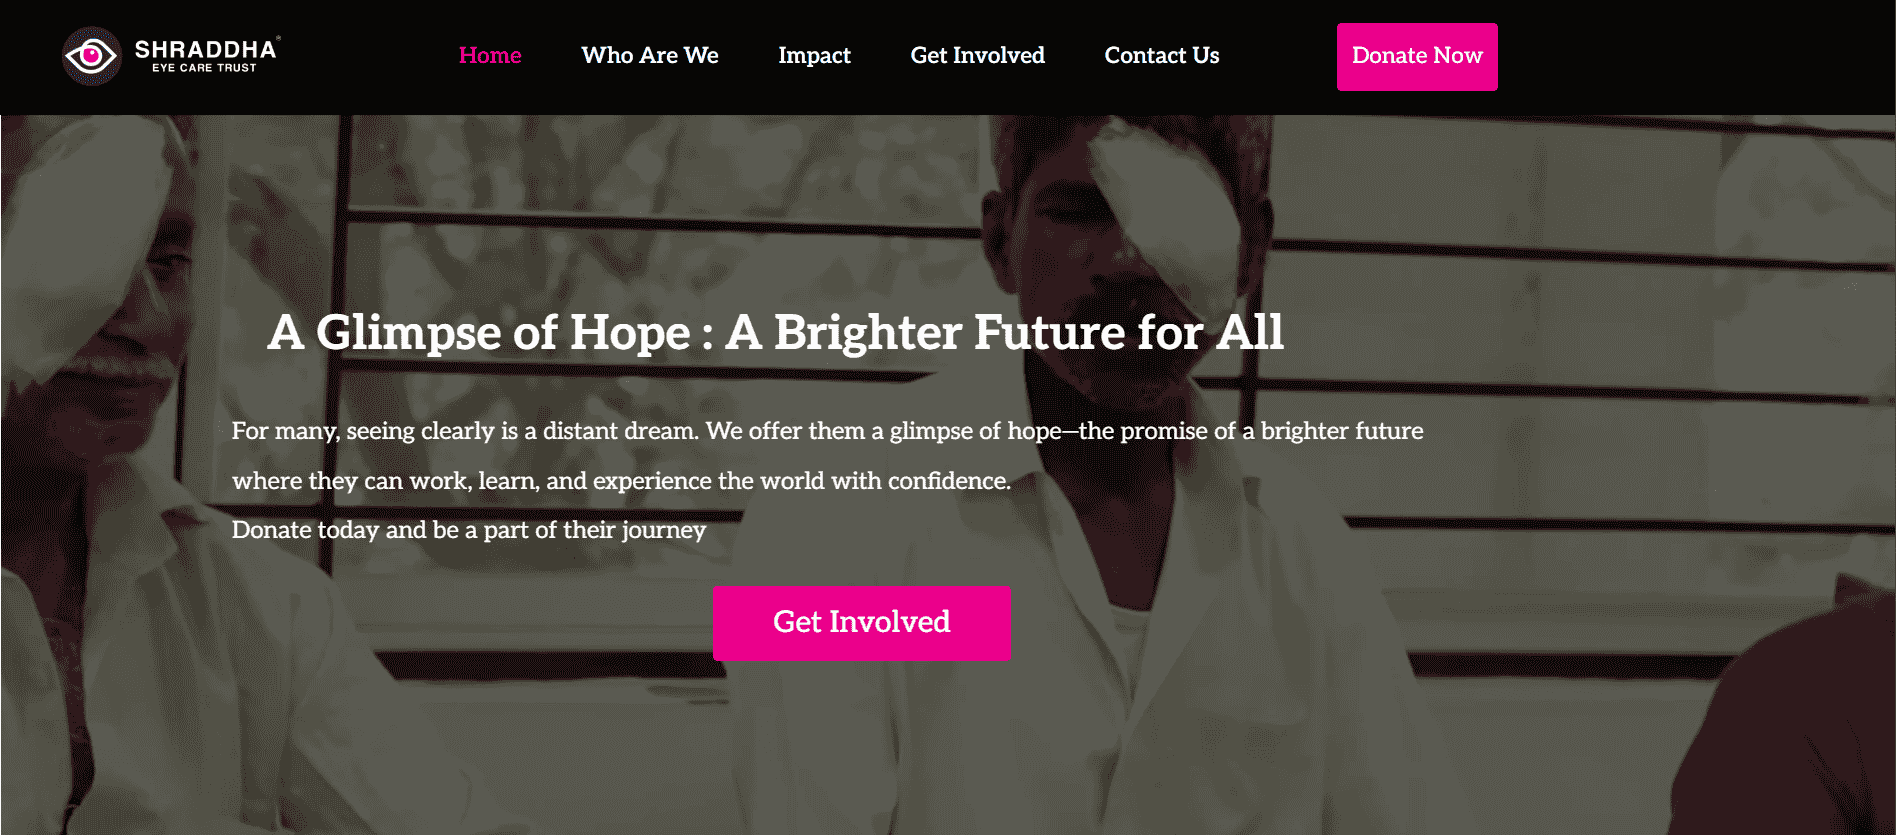 SHRADDHA®
EYE CARE TRUST
Home
Who Are We
Impact
Get Involved
Contact Us
Donate Now
A Glimpse of Hope : A Brighter Future for All
For many, seeing clearly is a distant dream. We offer them a glimpse of hope—the promise of a brighter future
where they can work, learn, and experience the world with confidence.
Donate today and be a part of their journey
Get Involved